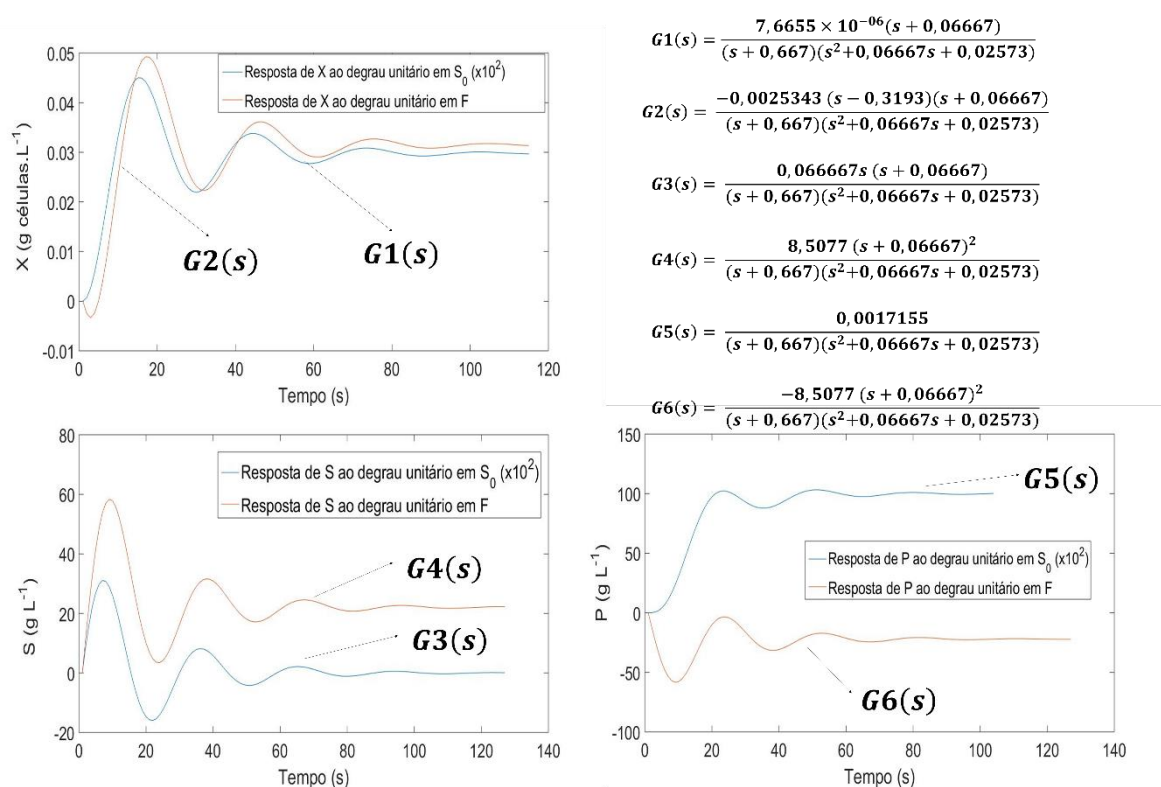 0.05
0.04
0.03
0.02
0.01
0
-0.01
X (g células.L⁻¹)
Resposta de X ao degrau unitário em S₀ (x10²)
Resposta de X ao degrau unitário em F
G2(s)
G1(s)
0 20 40 60 80 100 120
Tempo (s)
G1(s) = 7,6655 × 10⁻⁰⁶(s + 0,06667) / (s + 0,667)(s²+0,06667s + 0,02573)
G2(s) = −0,0025343 (s − 0,3193)(s + 0,06667) / (s + 0,667)(s²+0,06667s + 0,02573)
G3(s) = 0,066667s (s + 0,06667) / (s + 0,667)(s²+0,06667s + 0,02573)
G4(s) = 8,5077 (s + 0,06667)² / (s + 0,667)(s²+0,06667s + 0,02573)
G5(s) = 0,0017155 / (s + 0,667)(s²+0,06667s + 0,02573)
G6(s) = −8,5077 (s + 0,06667)² / (s + 0,667)(s²+0,06667s + 0,02573)
80
60
40
20
0
-20
S (g L⁻¹)
Resposta de S ao degrau unitário em S₀ (x10²)
Resposta de S ao degrau unitário em F
G4(s)
G3(s)
0 20 40 60 80 100 120 140
Tempo (s)
150
100
50
0
-50
-100
P (g L⁻¹)
G5(s)
Resposta de P ao degrau unitário em S₀ (x10²)
Resposta de P ao degrau unitário em F
G6(s)
0 20 40 60 80 100 120 140
Tempo (s)